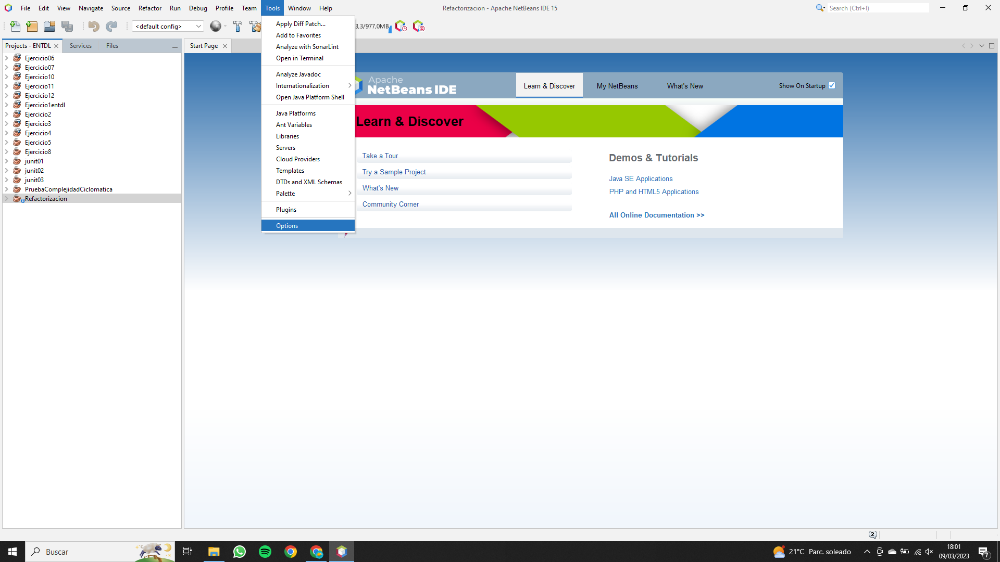 File Edit View Navigate Source Refactor Run Debug Profile Team Tools Window Help
Refactorizacion - Apache NetBeans IDE 15
Search (Ctrl+I)
<default config>
3,3/977,0MB
Projects - ENTDL
Services
Files
Start Page
Ejercicio06
Ejercicio07
Ejercicio10
Ejercicio11
Ejercicio12
Ejercicio1entdl
Ejercicio2
Ejercicio3
Ejercicio4
Ejercicio5
Ejercicio8
junit01
junit02
junit03
PruebaComplejidadCiclomatica
Refactorizacion
Apply Diff Patch...
Add to Favorites
Analyze with SonarLint
Open in Terminal
Analyze Javadoc
Internationalization
Open Java Platform Shell
Java Platforms
Ant Variables
Libraries
Servers
Cloud Providers
Templates
DTDs and XML Schemas
Palette
Plugins
Options
Apache
NetBeans IDE
Learn & Discover
My NetBeans
What's New
Show On Startup
Learn & Discover
Take a Tour
Try a Sample Project
What's New
Community Corner
Demos & Tutorials
Java SE Applications
PHP and HTML5 Applications
All Online Documentation >>
2
Buscar
21°C Parc. soleado
18:01
09/03/2023
7